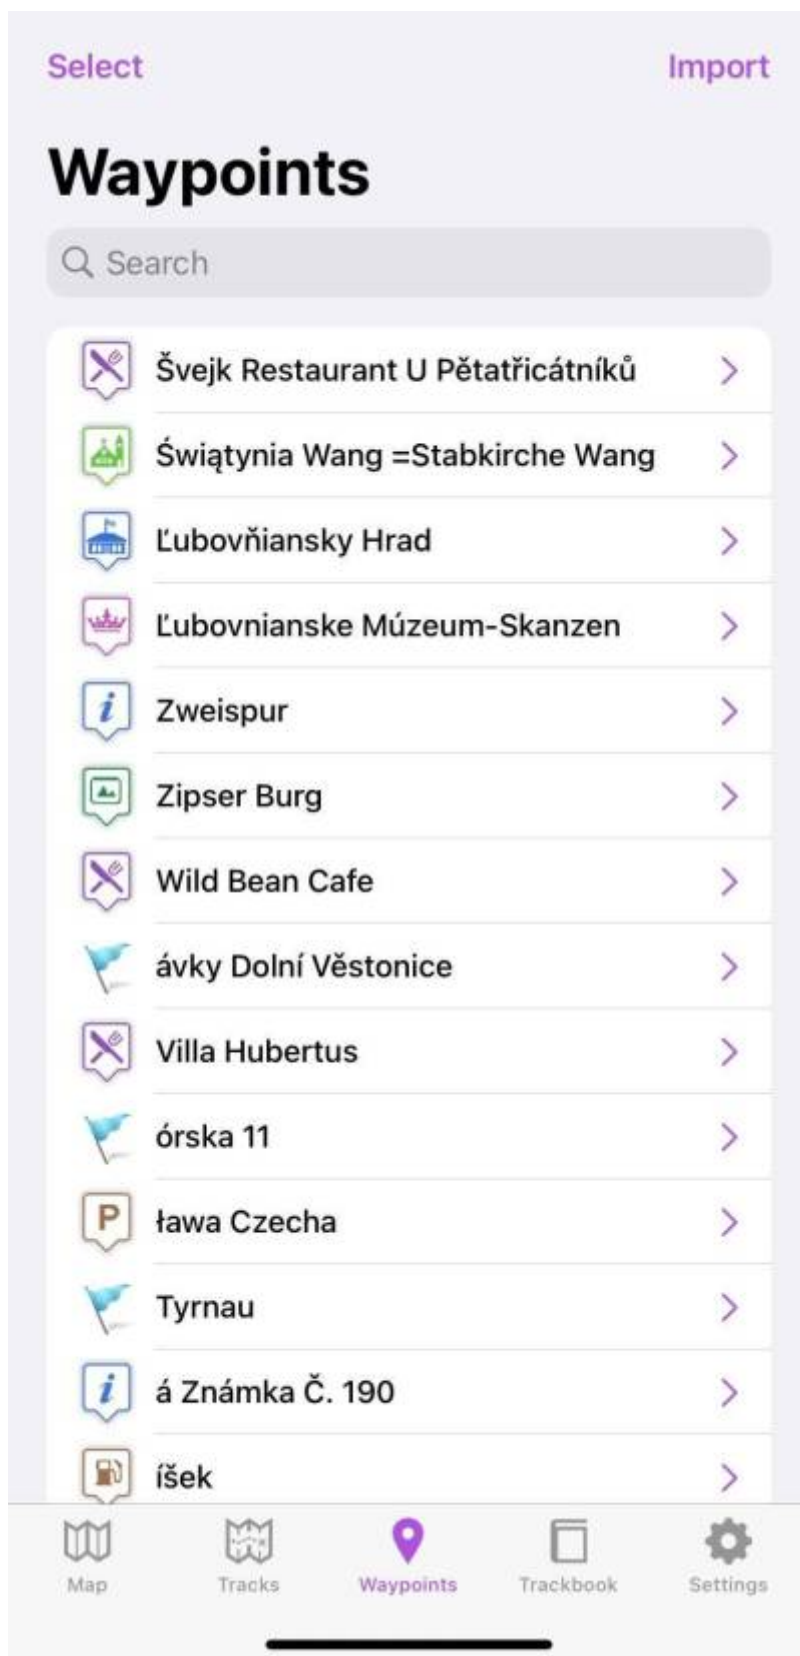 Select
Import
Waypoints
Search
Švejk Restaurant U Pětatřicátníků
Świątynia Wang =Stabkirche Wang
Ľubovňiansky Hrad
Ľubovnianske Múzeum-Skanzen
i Zweispur
Zipser Burg
Wild Bean Cafe
ávky Dolní Věstonice
Villa Hubertus
órska 11
P ława Czecha
Tyrnau
i á Známka Č. 190
íšek
Map
Tracks
Waypoints
Trackbook
Settings